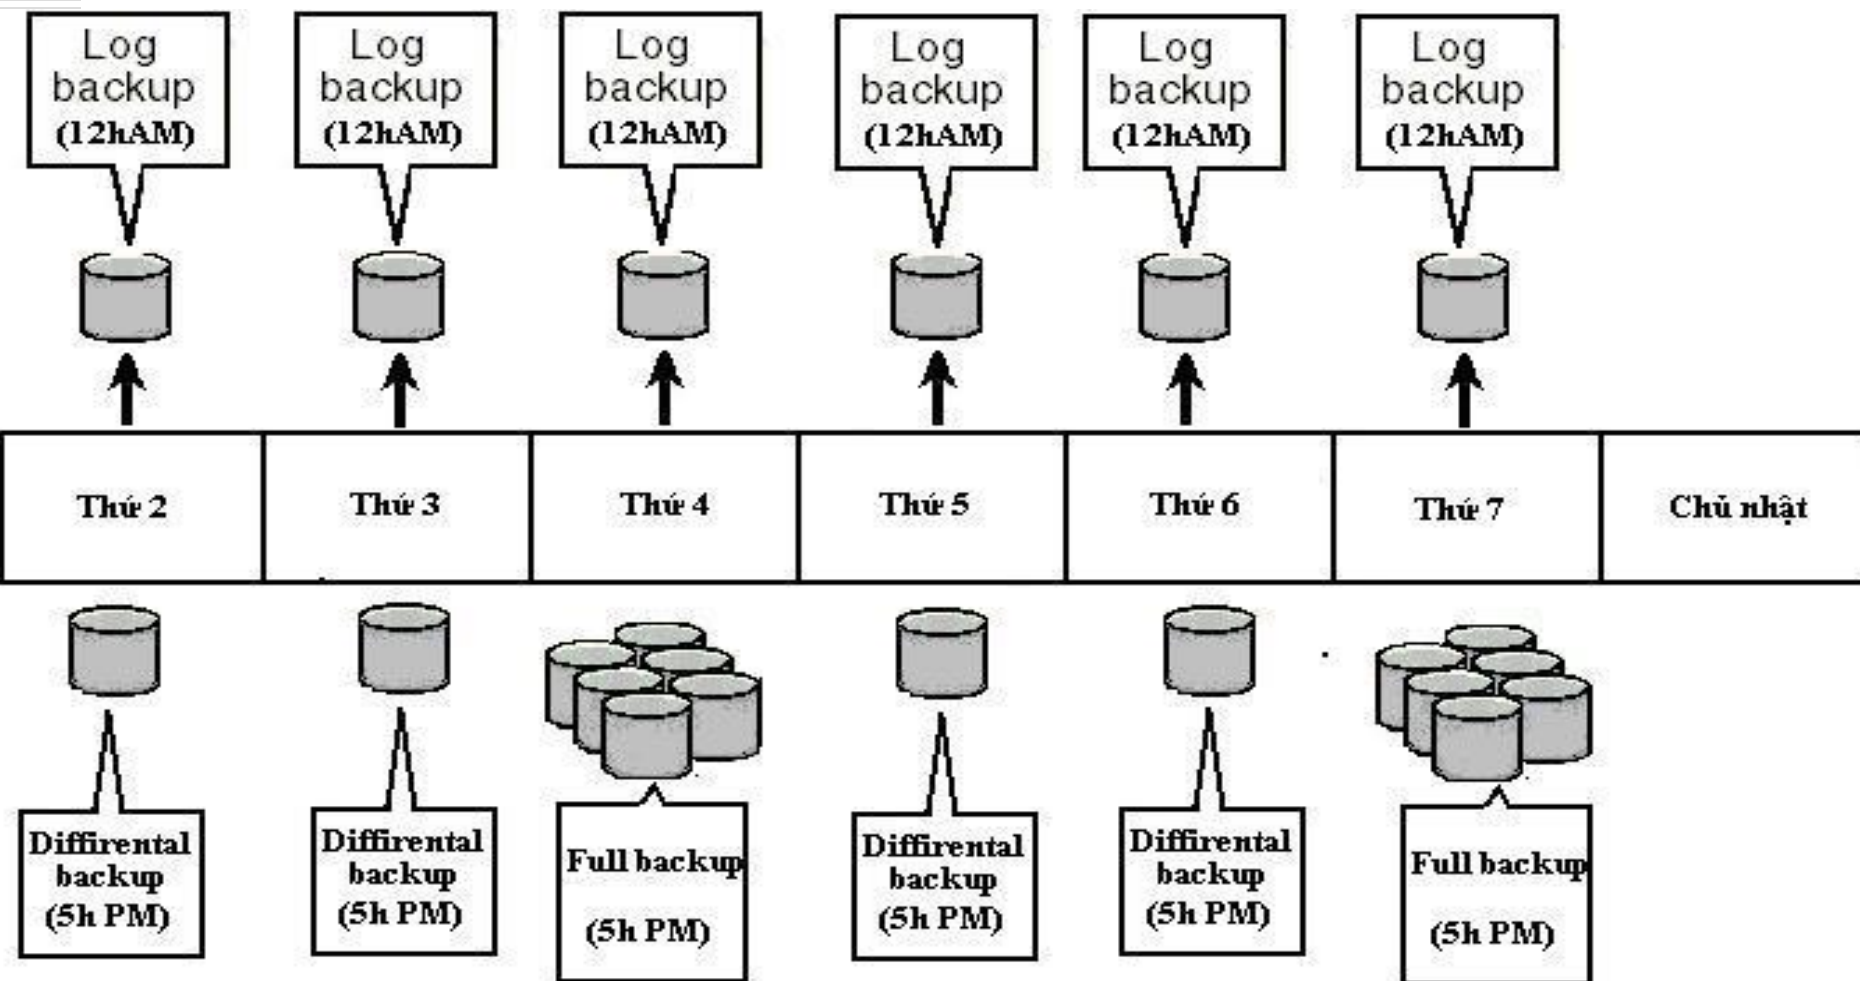 Log
backup
(12hAM)
Log
backup
(12hAM)
Log
backup
(12hAM)
Log
backup
(12hAM)
Log
backup
(12hAM)
Log
backup
(12hAM)
Thứ 2
Thứ 3
Thứ 4
Thứ 5
Thứ 6
Thứ 7
Chủ nhật
Diffirental
backup
(5h PM)
Diffirental
backup
(5h PM)
Full backup
(5h PM)
Diffirental
backup
(5h PM)
Diffirental
backup
(5h PM)
Full backup
(5h PM)